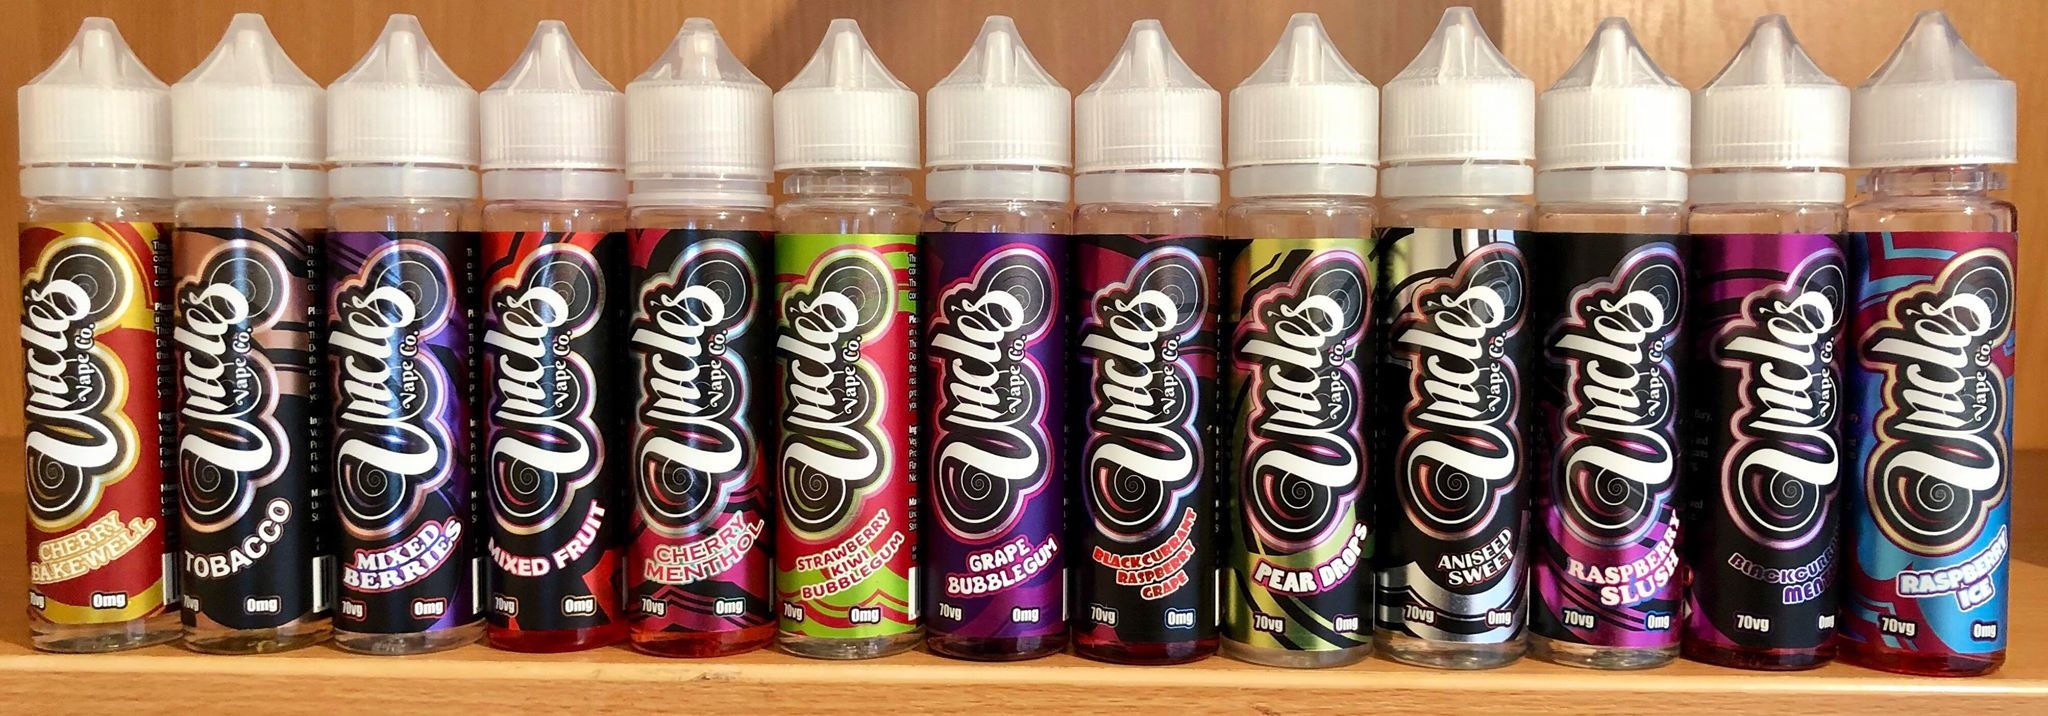 Uncle's
Vape Co.
CHERRY
BAKEWELL
0mg
Uncle's
Vape Co.
TOBACCO
0mg
Uncle's
Vape Co.
MIXED
BERRIES
70vg
0mg
Uncle's
Vape Co.
MIXED FRUIT
0mg
Uncle's
Vape Co.
CHERRY
MENTHOL
70vg
0mg
Uncle's
Vape Co.
STRAWBERRY
KIWI
BUBBLEGUM
70vg
0mg
Uncle's
Vape Co.
GRAPE
BUBBLEGUM
70vg
0mg
Uncle's
Vape Co.
BLACKCURRANT
RASPBERRY
GRAPE
70vg
0mg
Uncle's
Vape Co.
PEAR DROPS
70vg
0mg
Uncle's
Vape Co.
ANISEED
SWEET
70vg
0mg
Uncle's
Vape Co.
RASPBERRY
SLUSH
70vg
0mg
Uncle's
Vape Co.
70vg
0mg
Uncle's
Vape Co.
RASPBERRY
ICE
70vg
0mg